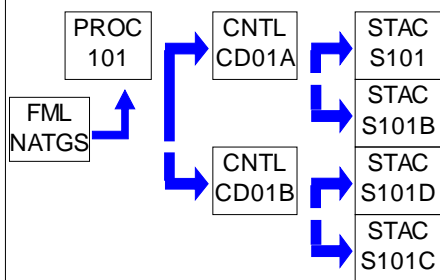 PROC
101
CNTL
CD01A
STAC
S101
FML
NATGS
STAC
S101B
CNTL
CD01B
STAC
S101D
STAC
S101C